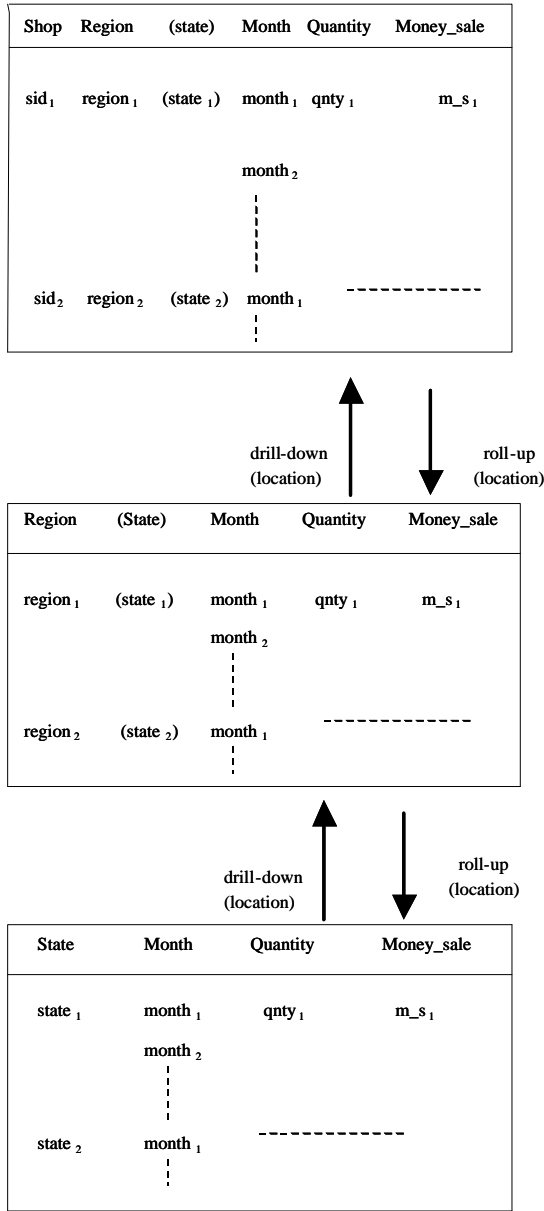 Shop Region (state) Month Quantity Money_sale
sid₁ region₁ (state₁) month₁ qnty₁ m_s₁
month₂
sid₂ region₂ (state₂) month₁
drill-down (location)
roll-up (location)
Region (State) Month Quantity Money_sale
region₁ (state₁) month₁ qnty₁ m_s₁
month₂
region₂ (state₂) month₁
drill-down (location)
roll-up (location)
State Month Quantity Money_sale
state₁ month₁ qnty₁ m_s₁
month₂
state₂ month₁